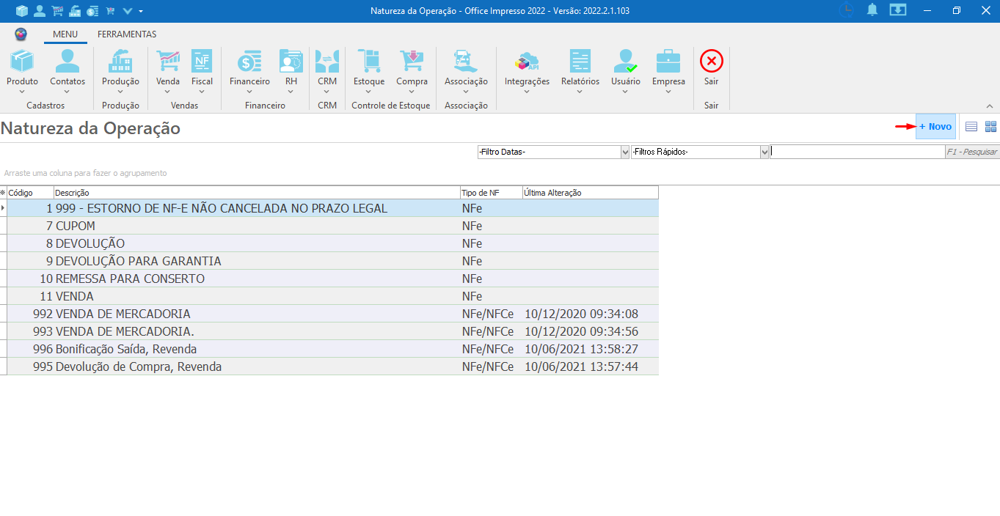 Natureza da Operação - Office Impresso 2022 - Versão: 2022.2.1.103
MENU FERRAMENTAS
Produto Contatos Produção Venda Fiscal Financeiro RH CRM Estoque Compra Associação Integrações Relatórios Usuário Empresa Sair
Cadastros Produção Vendas Financeiro CRM Controle de Estoque Associação Sair
Natureza da Operação
+ Novo
-Filtro Datas- -Filtros Rápidos- F1 - Pesquisar
Arraste uma coluna para fazer o agrupamento
Código Descrição Tipo de NF Última Alteração
1 999 - ESTORNO DE NF-E NÃO CANCELADA NO PRAZO LEGAL NFe
7 CUPOM NFe
8 DEVOLUÇÃO NFe
9 DEVOLUÇÃO PARA GARANTIA NFe
10 REMESSA PARA CONSERTO NFe
11 VENDA NFe
992 VENDA DE MERCADORIA NFe/NFCe 10/12/2020 09:34:08
993 VENDA DE MERCADORIA. NFe/NFCe 10/12/2020 09:34:56
996 Bonificação Saída, Revenda NFe/NFCe 10/06/2021 13:58:27
995 Devolução de Compra, Revenda NFe/NFCe 10/06/2021 13:57:44